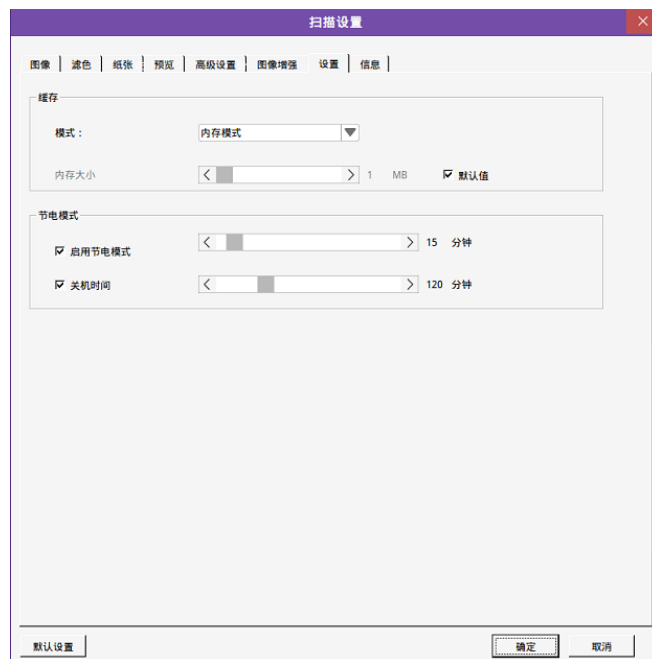 扫描设置
图像 滤色 纸张 预览 高级设置 图像增强 设置 信息
缓存
模式： 内存模式
内存大小 1 MB 默认值
节电模式
启用节电模式 15 分钟
关机时间 120 分钟
默认设置 确定 取消